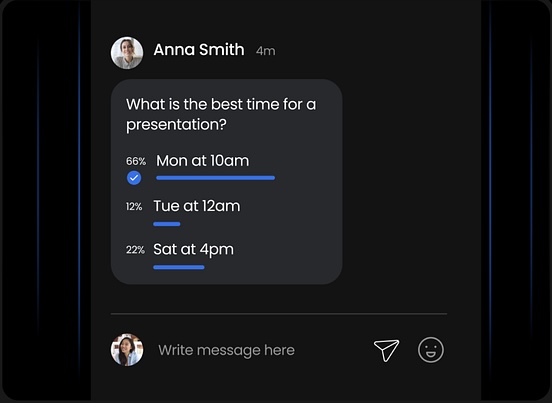 Anna Smith 4m
What is the best time for a
presentation?
66% Mon at 10am
12% Tue at 12am
22% Sat at 4pm
Write message here